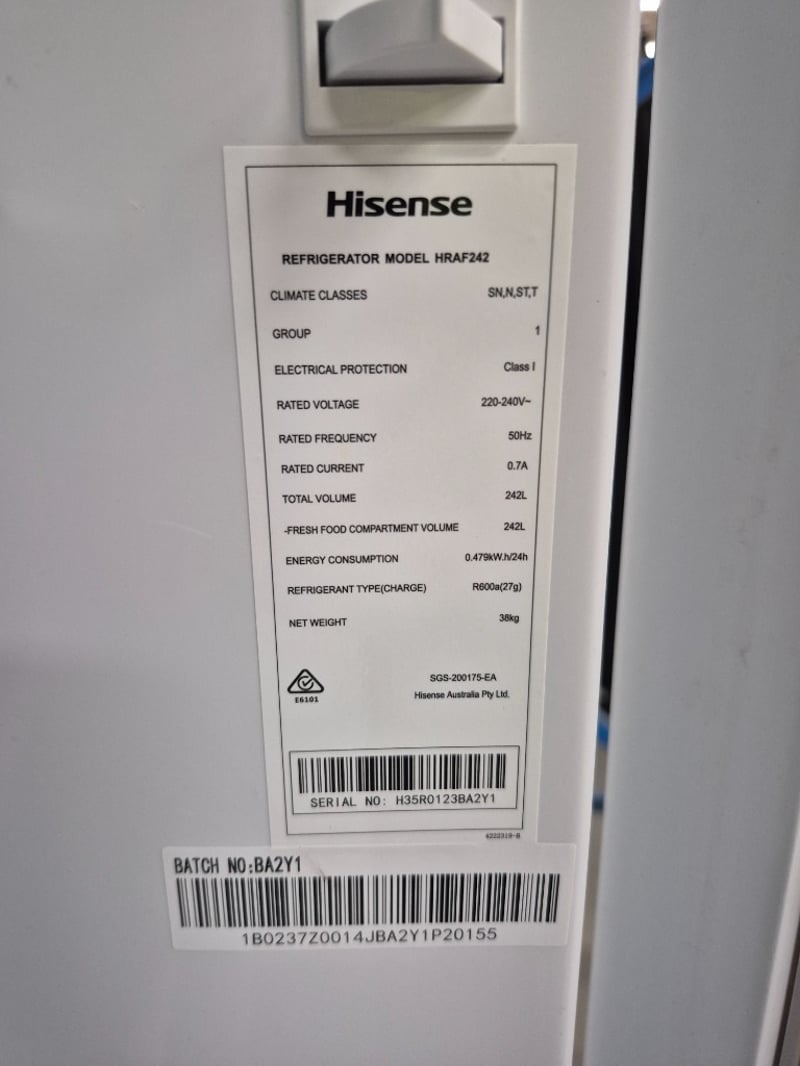 Hisense
REFRIGERATOR MODEL HRAF242
CLIMATE CLASSES SN,N,ST,T
GROUP 1
ELECTRICAL PROTECTION Class I
RATED VOLTAGE 220-240V~
RATED FREQUENCY 50Hz
RATED CURRENT 0.7A
TOTAL VOLUME 242L
-FRESH FOOD COMPARTMENT VOLUME 242L
ENERGY CONSUMPTION 0.479kW.h/24h
REFRIGERANT TYPE(CHARGE) R600a(27g)
NET WEIGHT 38kg
SGS-200175-EA
E6101 Hisense Australia Pty Ltd.
SERIAL NO: H35R0123BA2Y1
4222319-B
BATCH NO:BA2Y1
1B0237Z0014JBA2Y1P20155